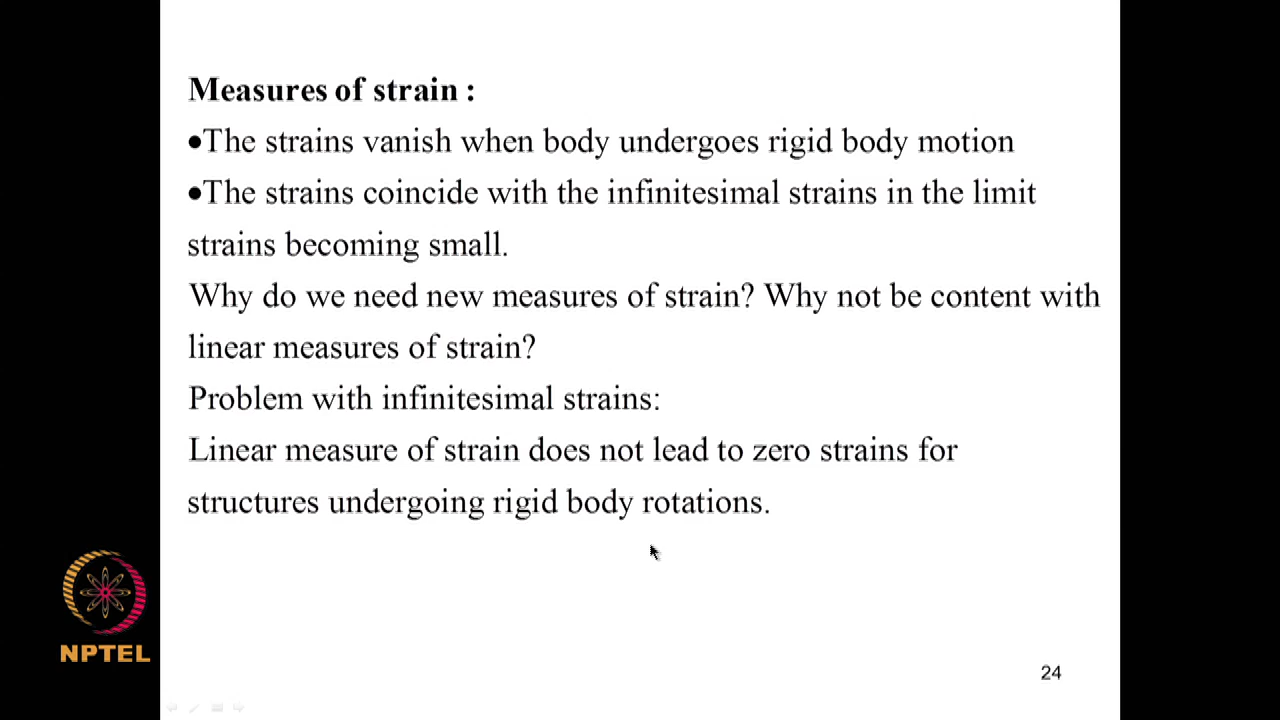 Measures of strain :
•The strains vanish when body undergoes rigid body motion
•The strains coincide with the infinitesimal strains in the limit
strains becoming small.
Why do we need new measures of strain? Why not be content with
linear measures of strain?
Problem with infinitesimal strains:
Linear measure of strain does not lead to zero strains for
structures undergoing rigid body rotations.
NPTEL
24